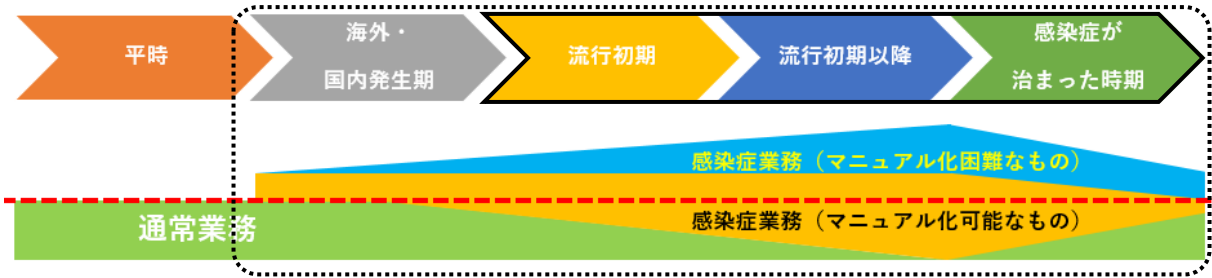 平時
海外・
国内発生期
流行初期
流行初期以降
感染症が
治まった時期
感染症業務（マニュアル化困難なもの）
感染症業務（マニュアル化可能なもの）
通常業務